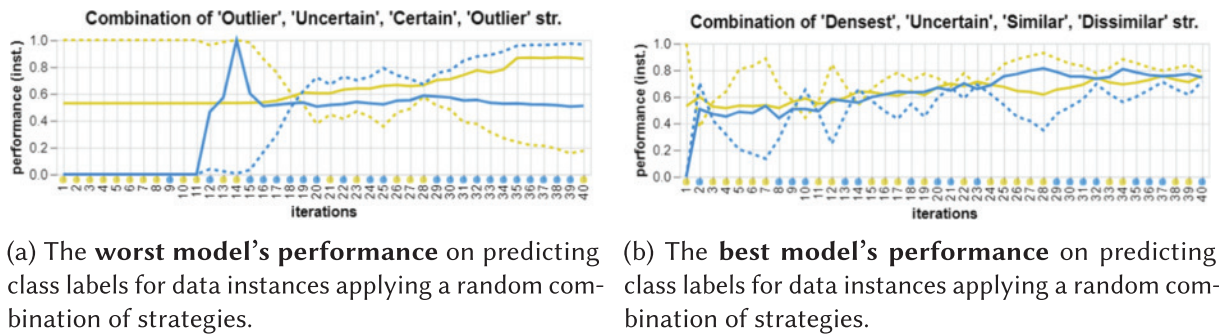 Combination of 'Outlier', 'Uncertain', 'Certain', 'Outlier' str.
performance (inst.)
1.0
0.8
0.6
0.4
0.2
0.0
1 2 3 4 5 6 7 8 9 10 11 12 13 14 15 16 17 18 19 20 21 22 23 24 25 26 27 28 29 30 31 32 33 34 35 36 37 38 39 40
iterations
(a) The worst model's performance on predicting
class labels for data instances applying a random com-
bination of strategies.
Combination of 'Densest', 'Uncertain', 'Similar', 'Dissimilar' str.
performance (inst.)
1.0
0.8
0.6
0.4
0.2
0.0
1 2 3 4 5 6 7 8 9 10 11 12 13 14 15 16 17 18 19 20 21 22 23 24 25 26 27 28 29 30 31 32 33 34 35 36 37 38 39 40
iterations
(b) The best model's performance on predicting
class labels for data instances applying a random com-
bination of strategies.